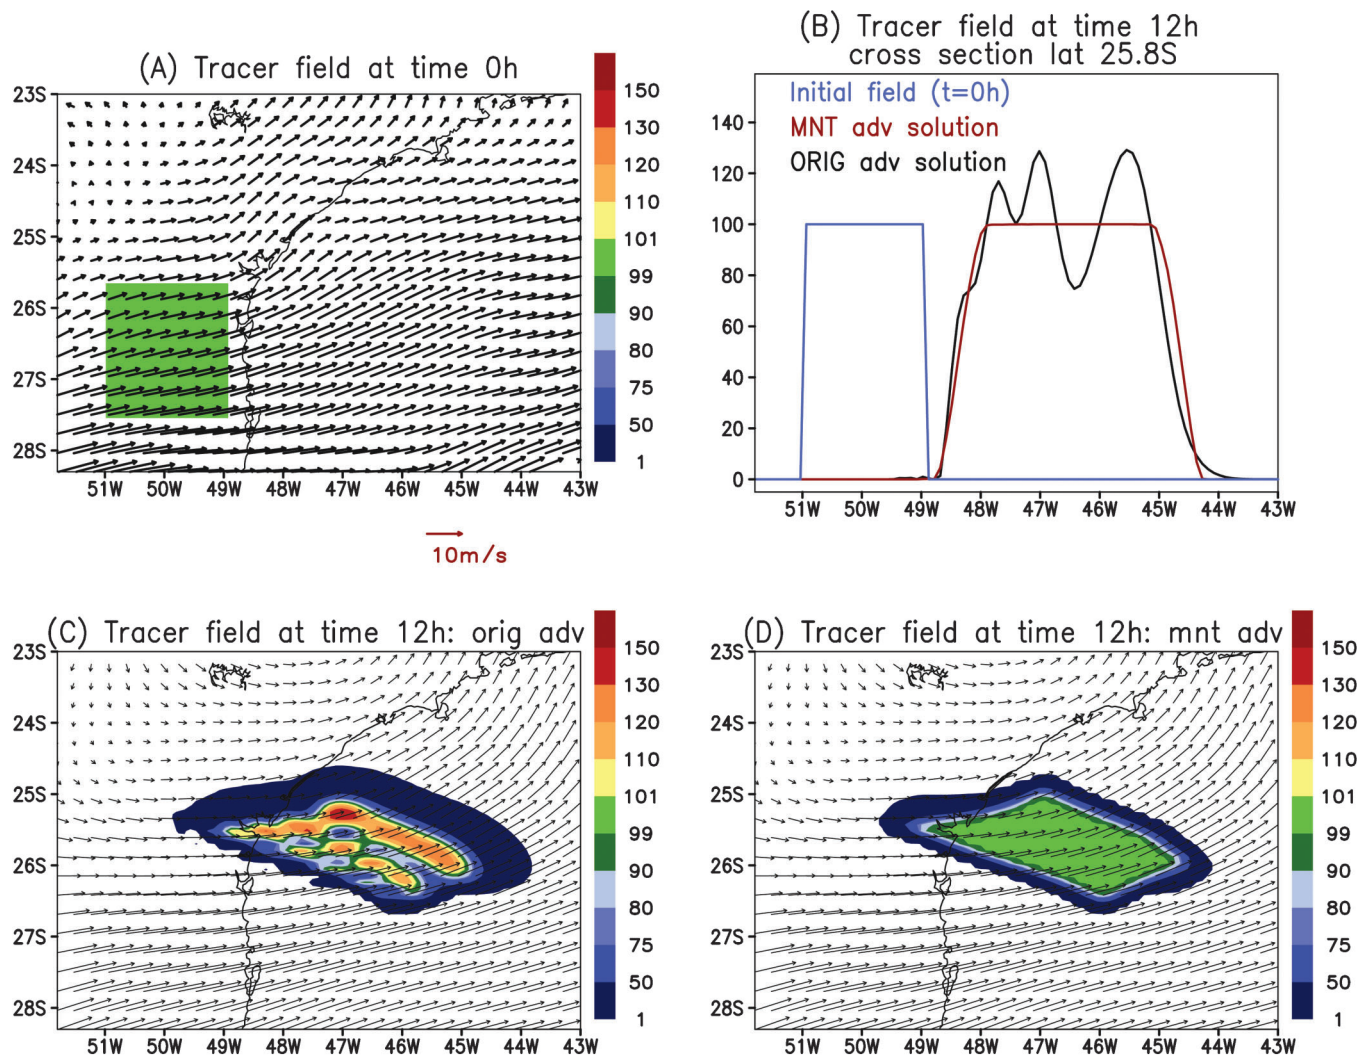 (A) Tracer field at time 0h
23S
24S
25S
26S
27S
28S
51W 50W 49W 48W 47W 46W 45W 44W 43W
150
130
120
110
101
99
90
80
75
50
1
10m/s
(B) Tracer field at time 12h
cross section lat 25.8S
Initial field (t=0h)
MNT adv solution
ORIG adv solution
140
120
100
80
60
40
20
0
51W 50W 49W 48W 47W 46W 45W 44W 43W
(C) Tracer field at time 12h: orig adv
23S
24S
25S
26S
27S
28S
51W 50W 49W 48W 47W 46W 45W 44W 43W
150
130
120
110
101
99
90
80
75
50
1
(D) Tracer field at time 12h: mnt adv
23S
24S
25S
26S
27S
28S
51W 50W 49W 48W 47W 46W 45W 44W 43W
150
130
120
110
101
99
90
80
75
50
1